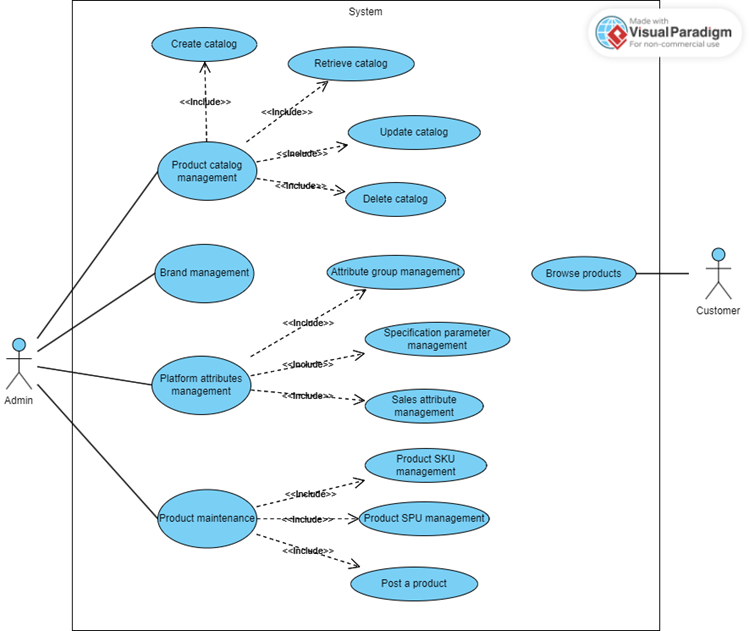 System
Made with
VisualParadigm
For non-commercial use
Create catalog
Retrieve catalog
<<Include>>
<<Include>>
Update catalog
<<Include>>
Product catalog
management
<<Include>>
Delete catalog
Brand management
Attribute group management
Browse products
Customer
<<Include>>
Specification parameter
management
<<Include>>
Platform attributes
management
<<Include>>
Sales attribute
management
Admin
Product SKU
management
<<Include>>
Product maintenance
<<Include>>
Product SPU management
<<Include>>
Post a product